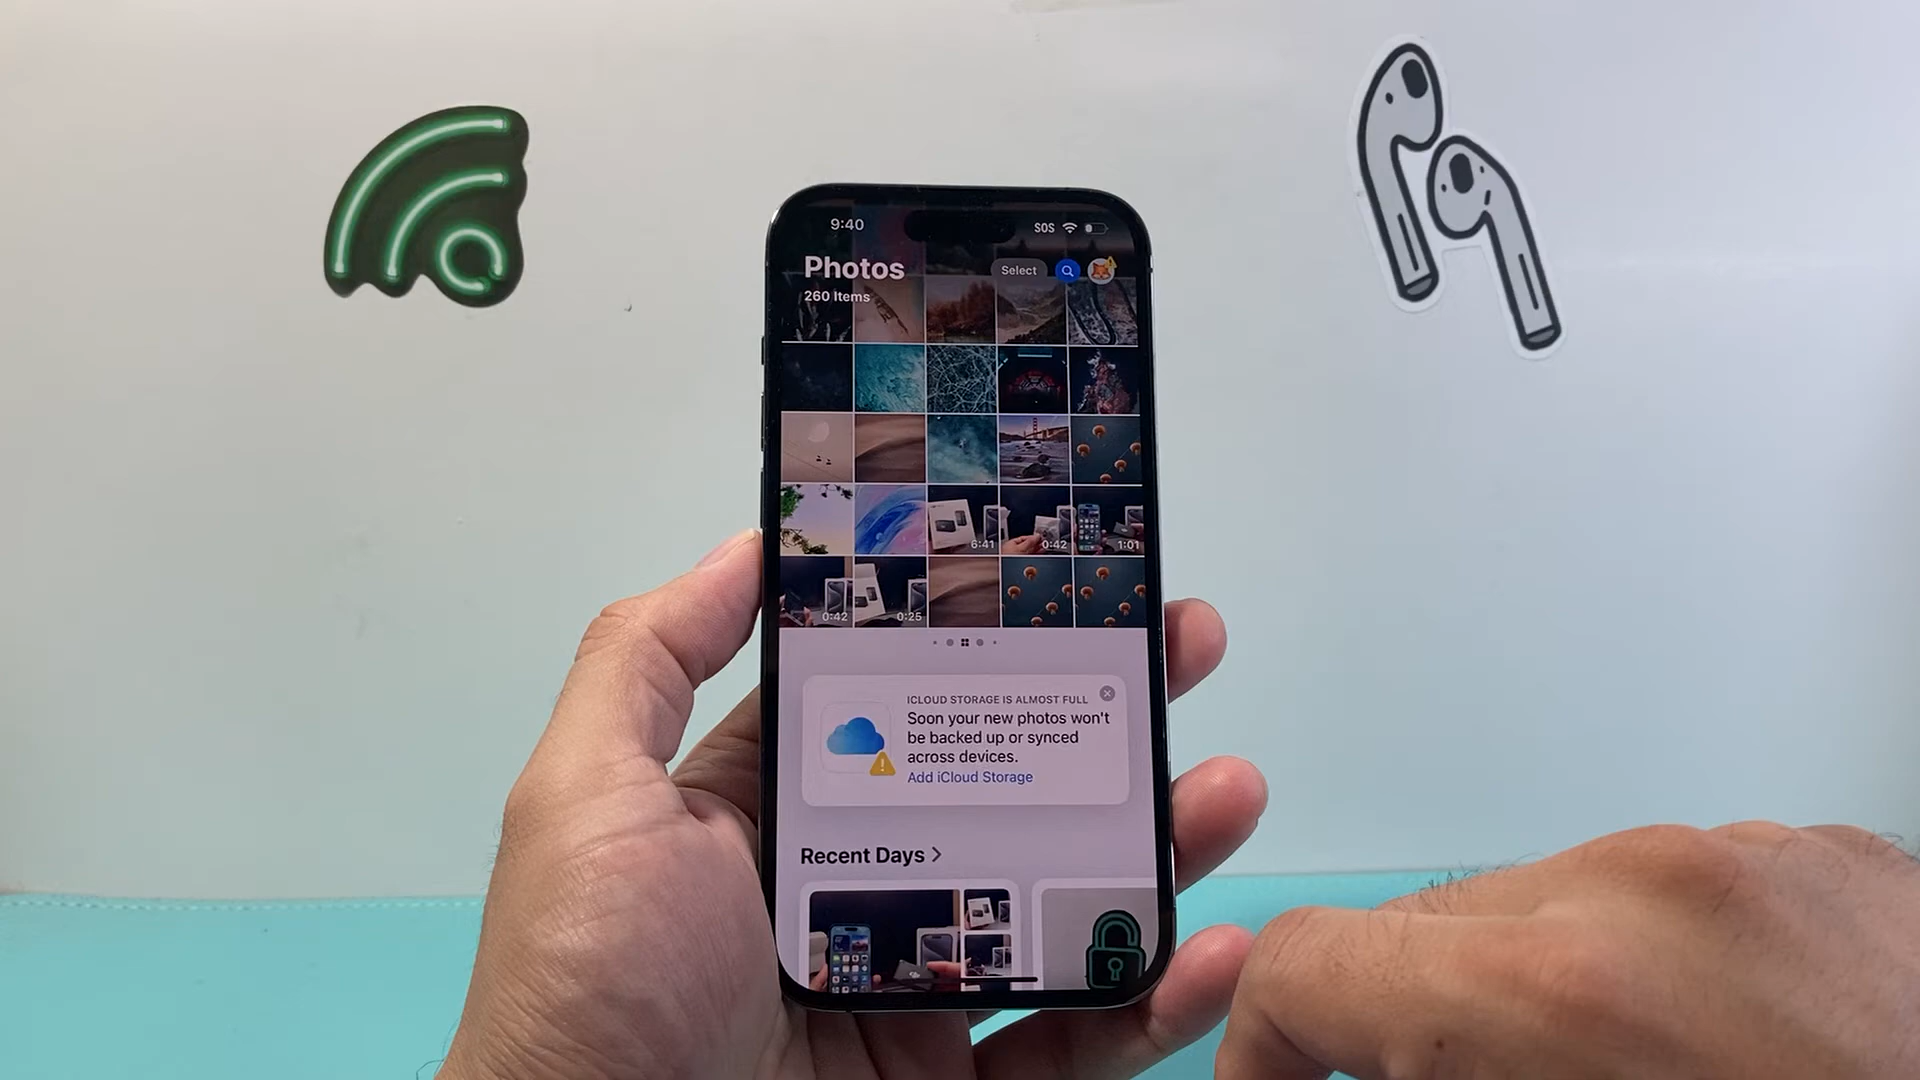 9:40
SOS
Photos
Select
260 Items
6:41
0:42
1:01
0:42
0:25
ICLOUD STORAGE IS ALMOST FULL
Soon your new photos won't
be backed up or synced
across devices.
Add iCloud Storage
Recent Days